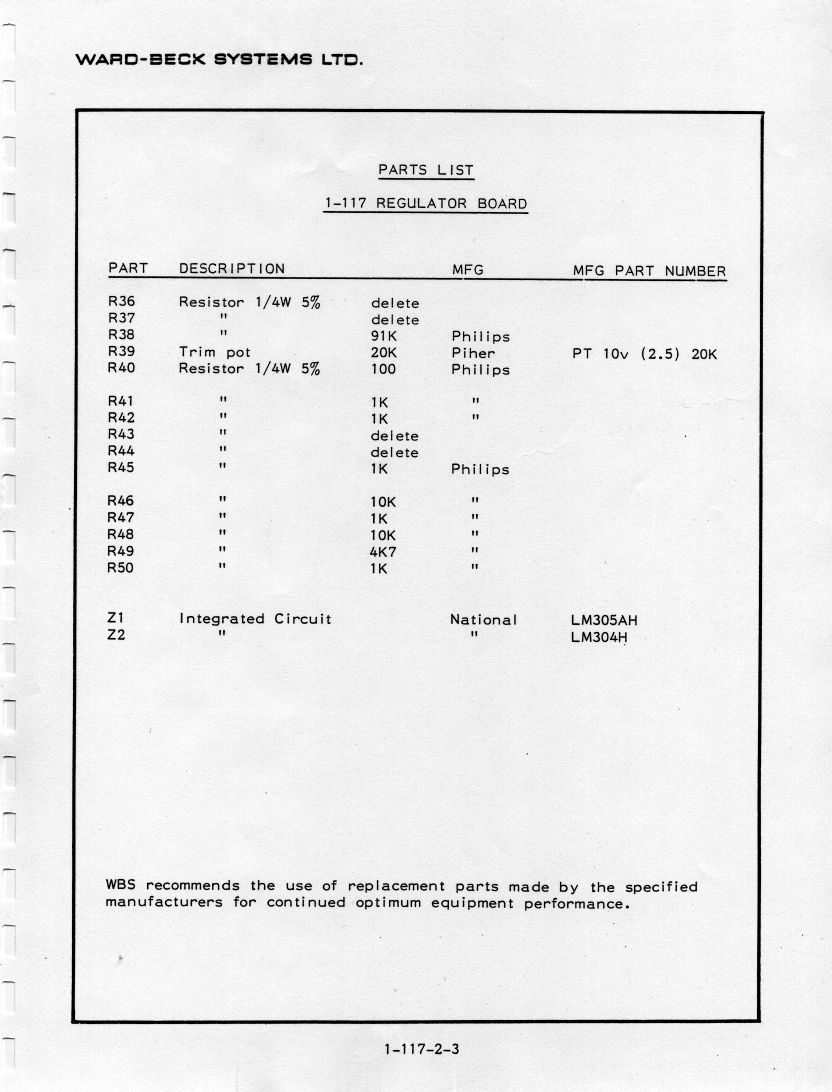 WARD-BECK SYSTEMS LTD.
PARTS LIST
1-117 REGULATOR BOARD
PART DESCRIPTION MFG MFG PART NUMBER
R36 Resistor 1/4W 5% delete
R37 " delete
R38 " 91K Philips
R39 Trim pot 20K Piher PT 10v (2.5) 20K
R40 Resistor 1/4W 5% 100 Philips
R41 " 1K "
R42 " 1K "
R43 " delete
R44 " delete
R45 " 1K Philips
R46 " 10K "
R47 " 1K "
R48 " 10K "
R49 " 4K7 "
R50 " 1K "
Z1 Integrated Circuit National LM305AH
Z2 " " LM304H
WBS recommends the use of replacement parts made by the specified
manufacturers for continued optimum equipment performance.
1-117-2-3